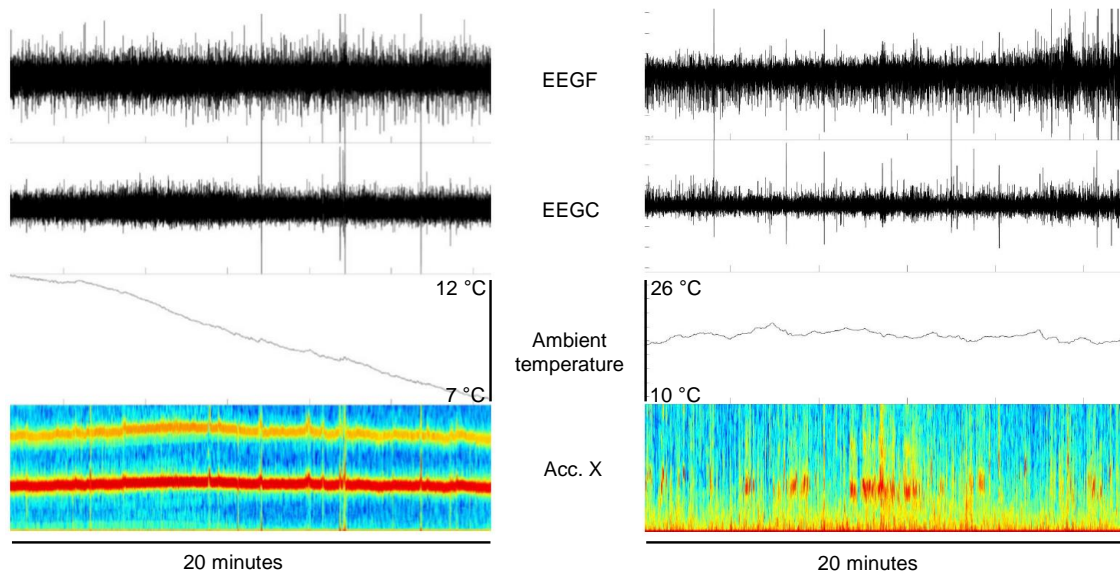 EEGF
EEGC
12 °C
26 °C
Ambient
temperature
7 °C
10 °C
Acc. X
20 minutes
20 minutes